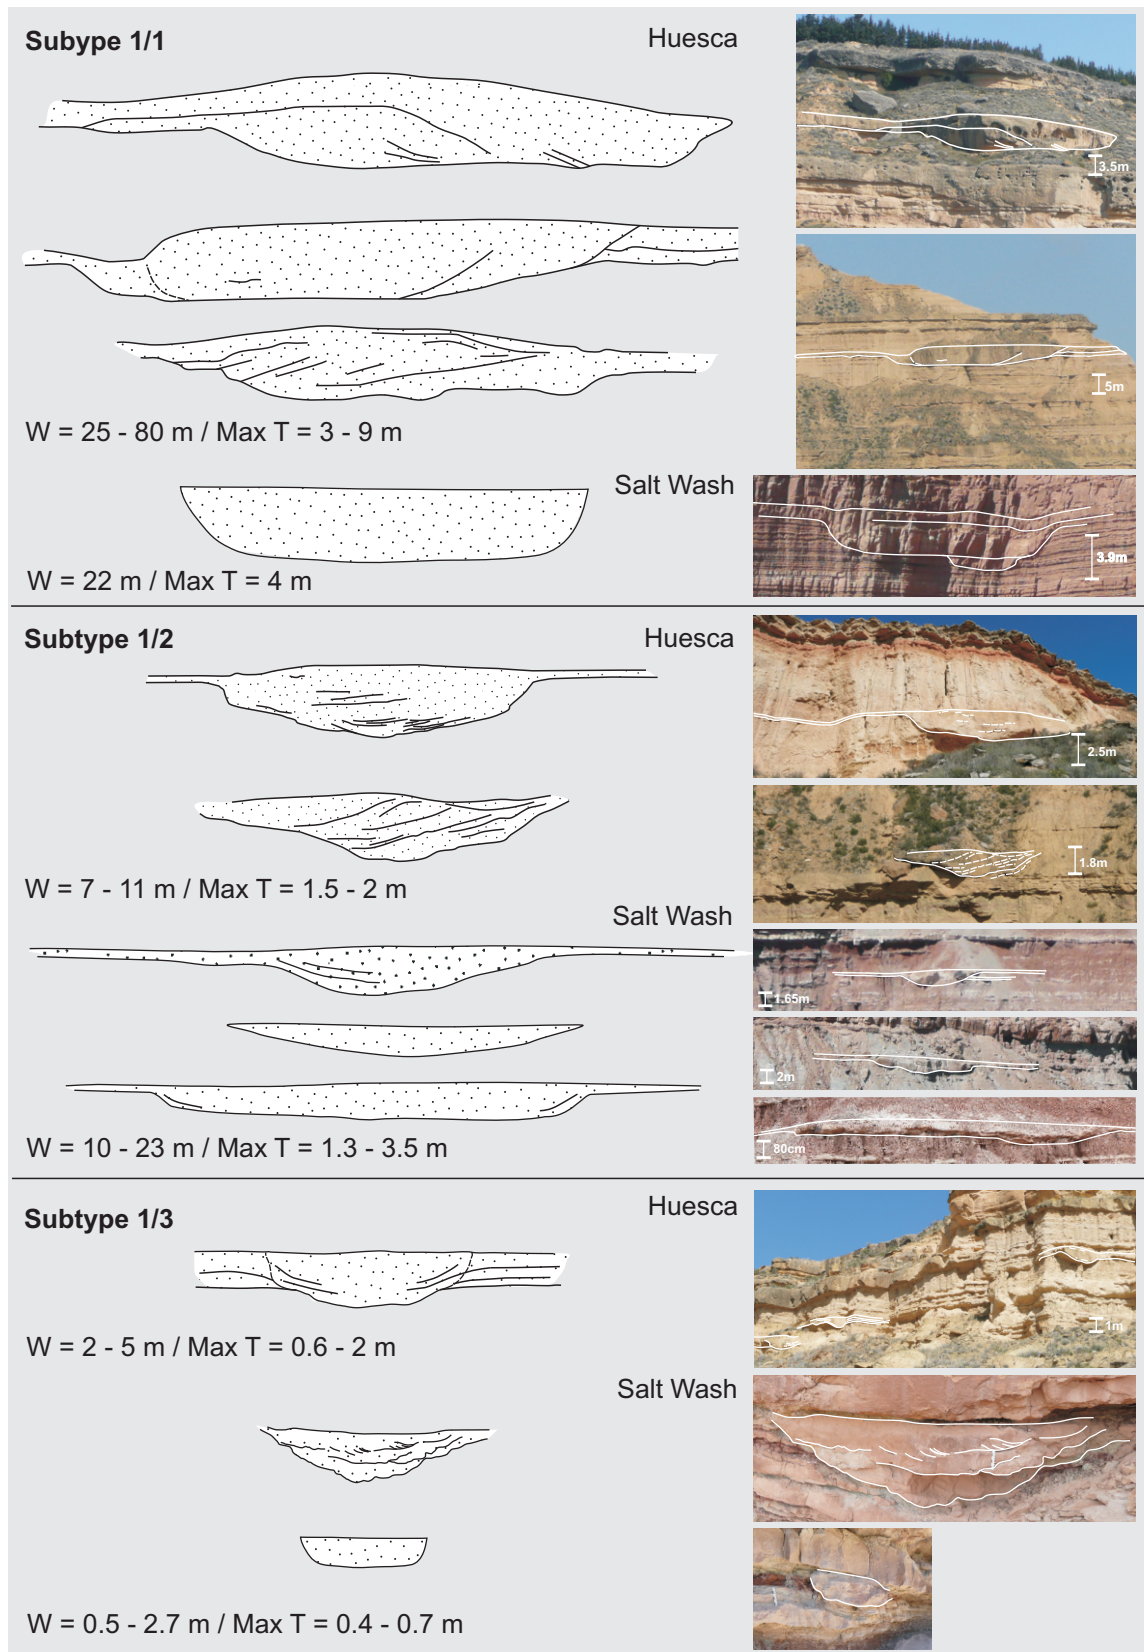 Subype 1/1
Huesca
3.5m
5m
W = 25 - 80 m / Max T = 3 - 9 m
Salt Wash
3.9m
W = 22 m / Max T = 4 m
Subtype 1/2
Huesca
2.5m
1.8m
W = 7 - 11 m / Max T = 1.5 - 2 m
Salt Wash
1.65m
2m
80cm
W = 10 - 23 m / Max T = 1.3 - 3.5 m
Subtype 1/3
Huesca
1m
W = 2 - 5 m / Max T = 0.6 - 2 m
Salt Wash
W = 0.5 - 2.7 m / Max T = 0.4 - 0.7 m